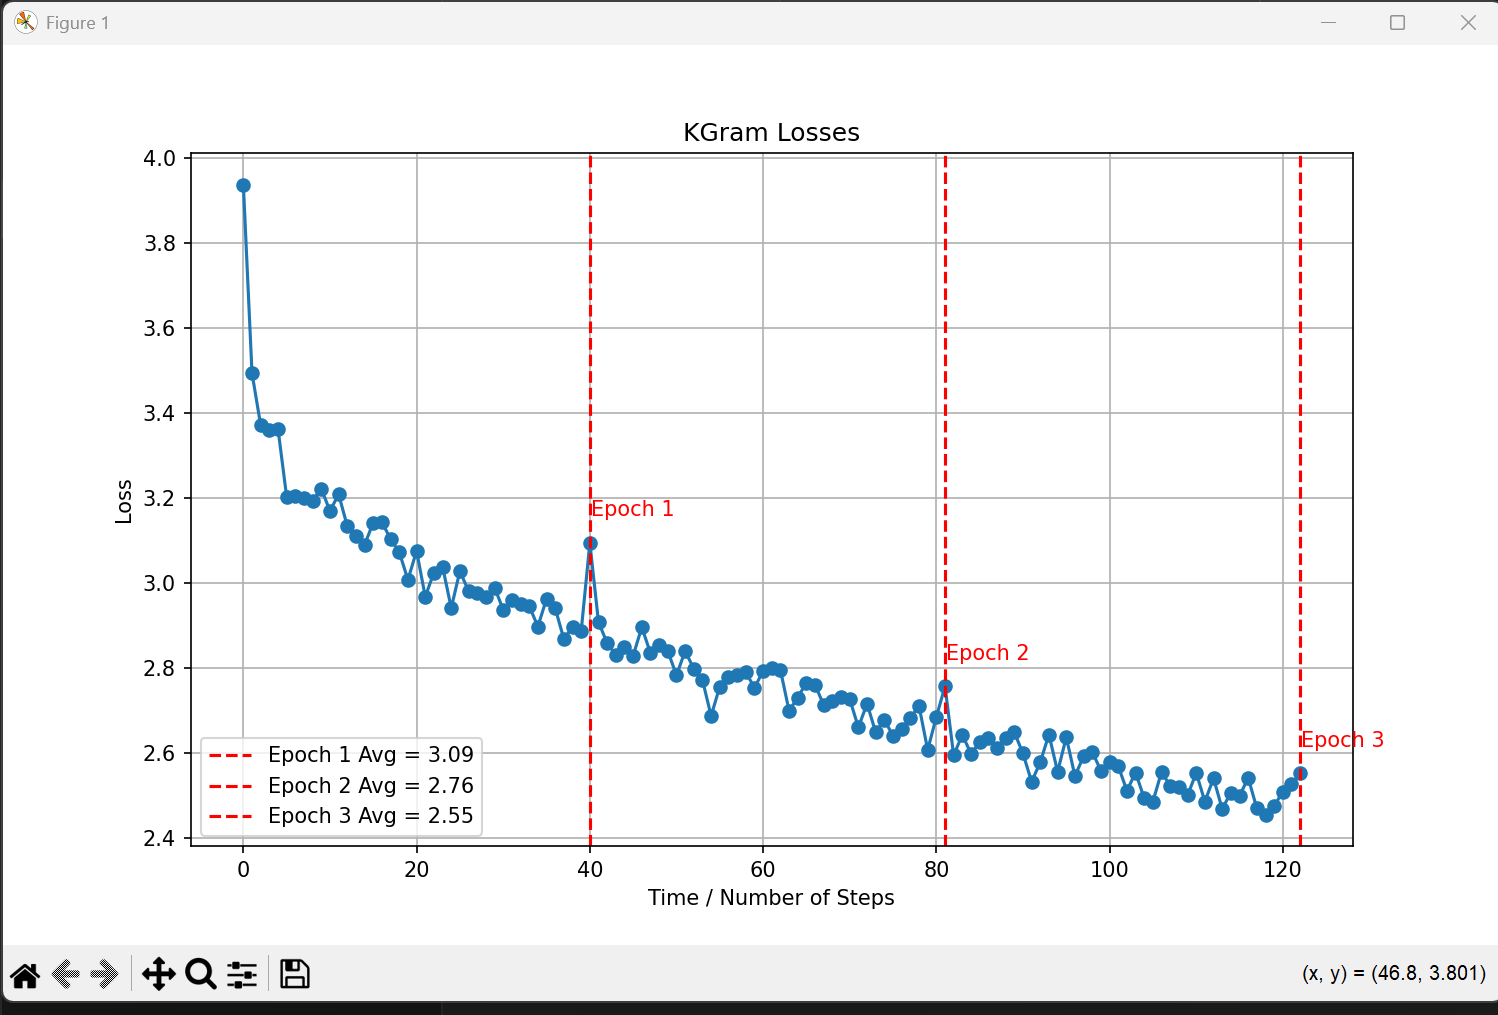 Figure 1
KGram Losses
4.0
3.8
3.6
3.4
3.2
3.0
2.8
2.6
2.4
Loss
Epoch 1
Epoch 2
Epoch 3
Epoch 1 Avg = 3.09
Epoch 2 Avg = 2.76
Epoch 3 Avg = 2.55
0 20 40 60 80 100 120
Time / Number of Steps
(x, y) = (46.8, 3.801)